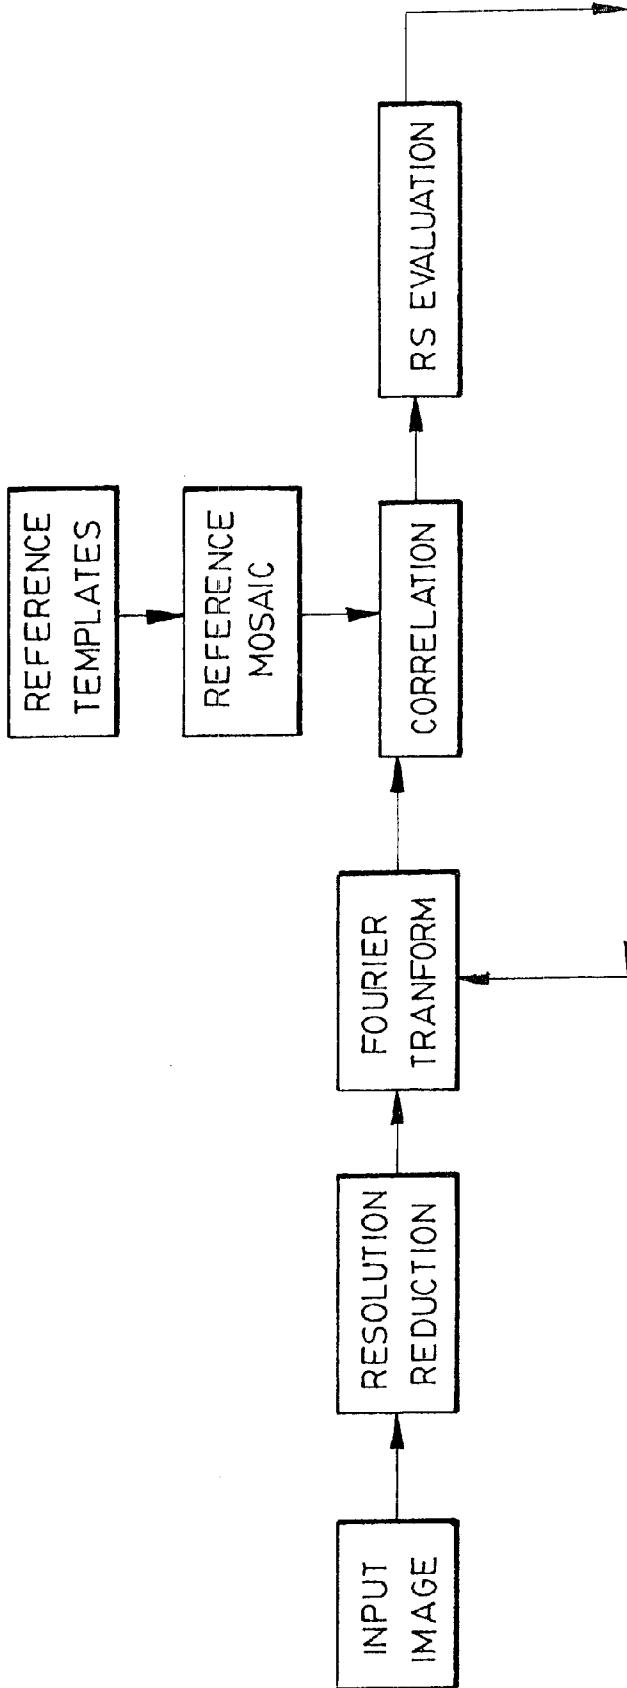 REFERENCE
TEMPLATES
REFERENCE
MOSAIC
INPUT
IMAGE
RESOLUTION
REDUCTION
FOURIER
TRANFORM
CORRELATION
RS EVALUATION